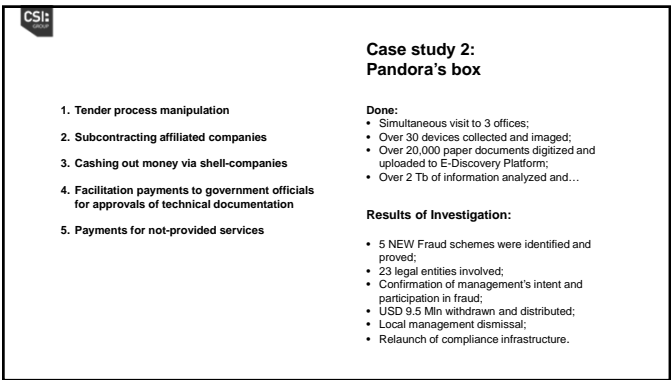 CSI:
GROUP
Case study 2:
Pandora's box
1. Tender process manipulation
2. Subcontracting affiliated companies
3. Cashing out money via shell-companies
4. Facilitation payments to government officials
for approvals of technical documentation
5. Payments for not-provided services
Done:
• Simultaneous visit to 3 offices;
• Over 30 devices collected and imaged;
• Over 20,000 paper documents digitized and
uploaded to E-Discovery Platform;
• Over 2 Tb of information analyzed and…
Results of Investigation:
• 5 NEW Fraud schemes were identified and
proved;
• 23 legal entities involved;
• Confirmation of management's intent and
participation in fraud;
• USD 9.5 Mln withdrawn and distributed;
• Local management dismissal;
• Relaunch of compliance infrastructure.